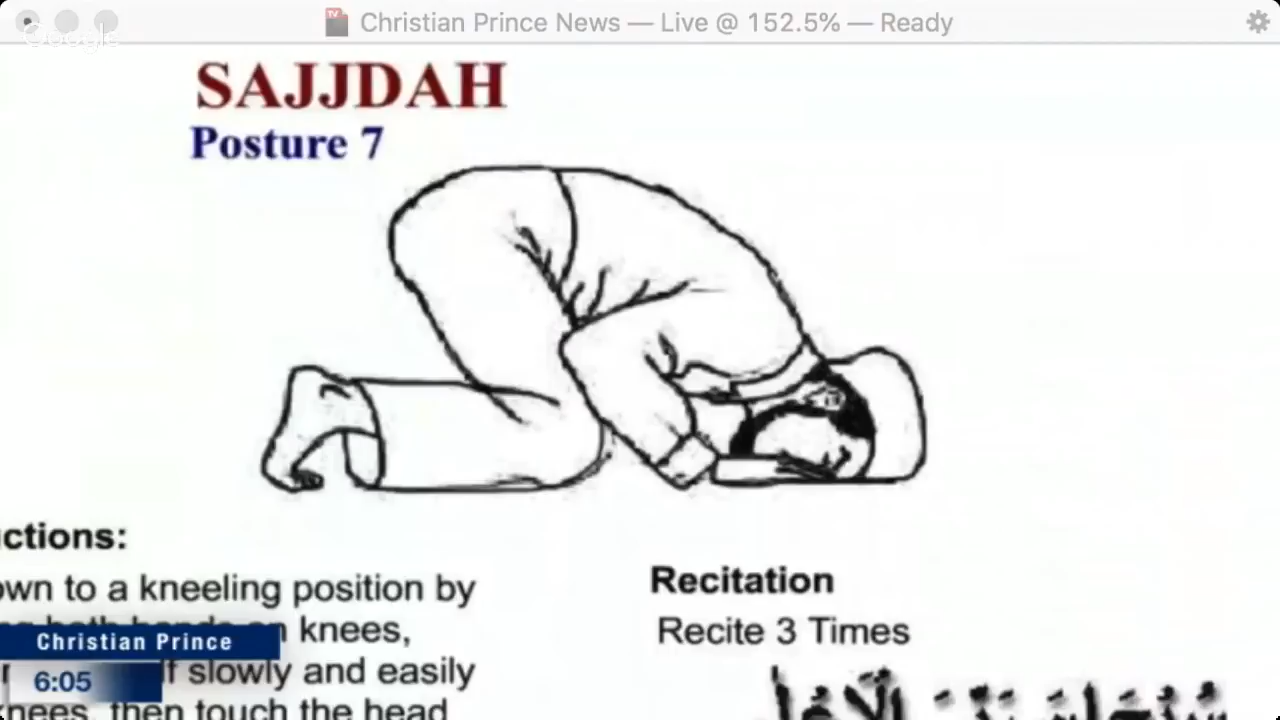 Christian Prince News — Live @ 152.5% — Ready
Google
SAJJDAH
Posture 7
ctions:
own to a kneeling position by
knees,
slowly and easily
knees, then touch the head
Recitation
Recite 3 Times
Christian Prince
6:05